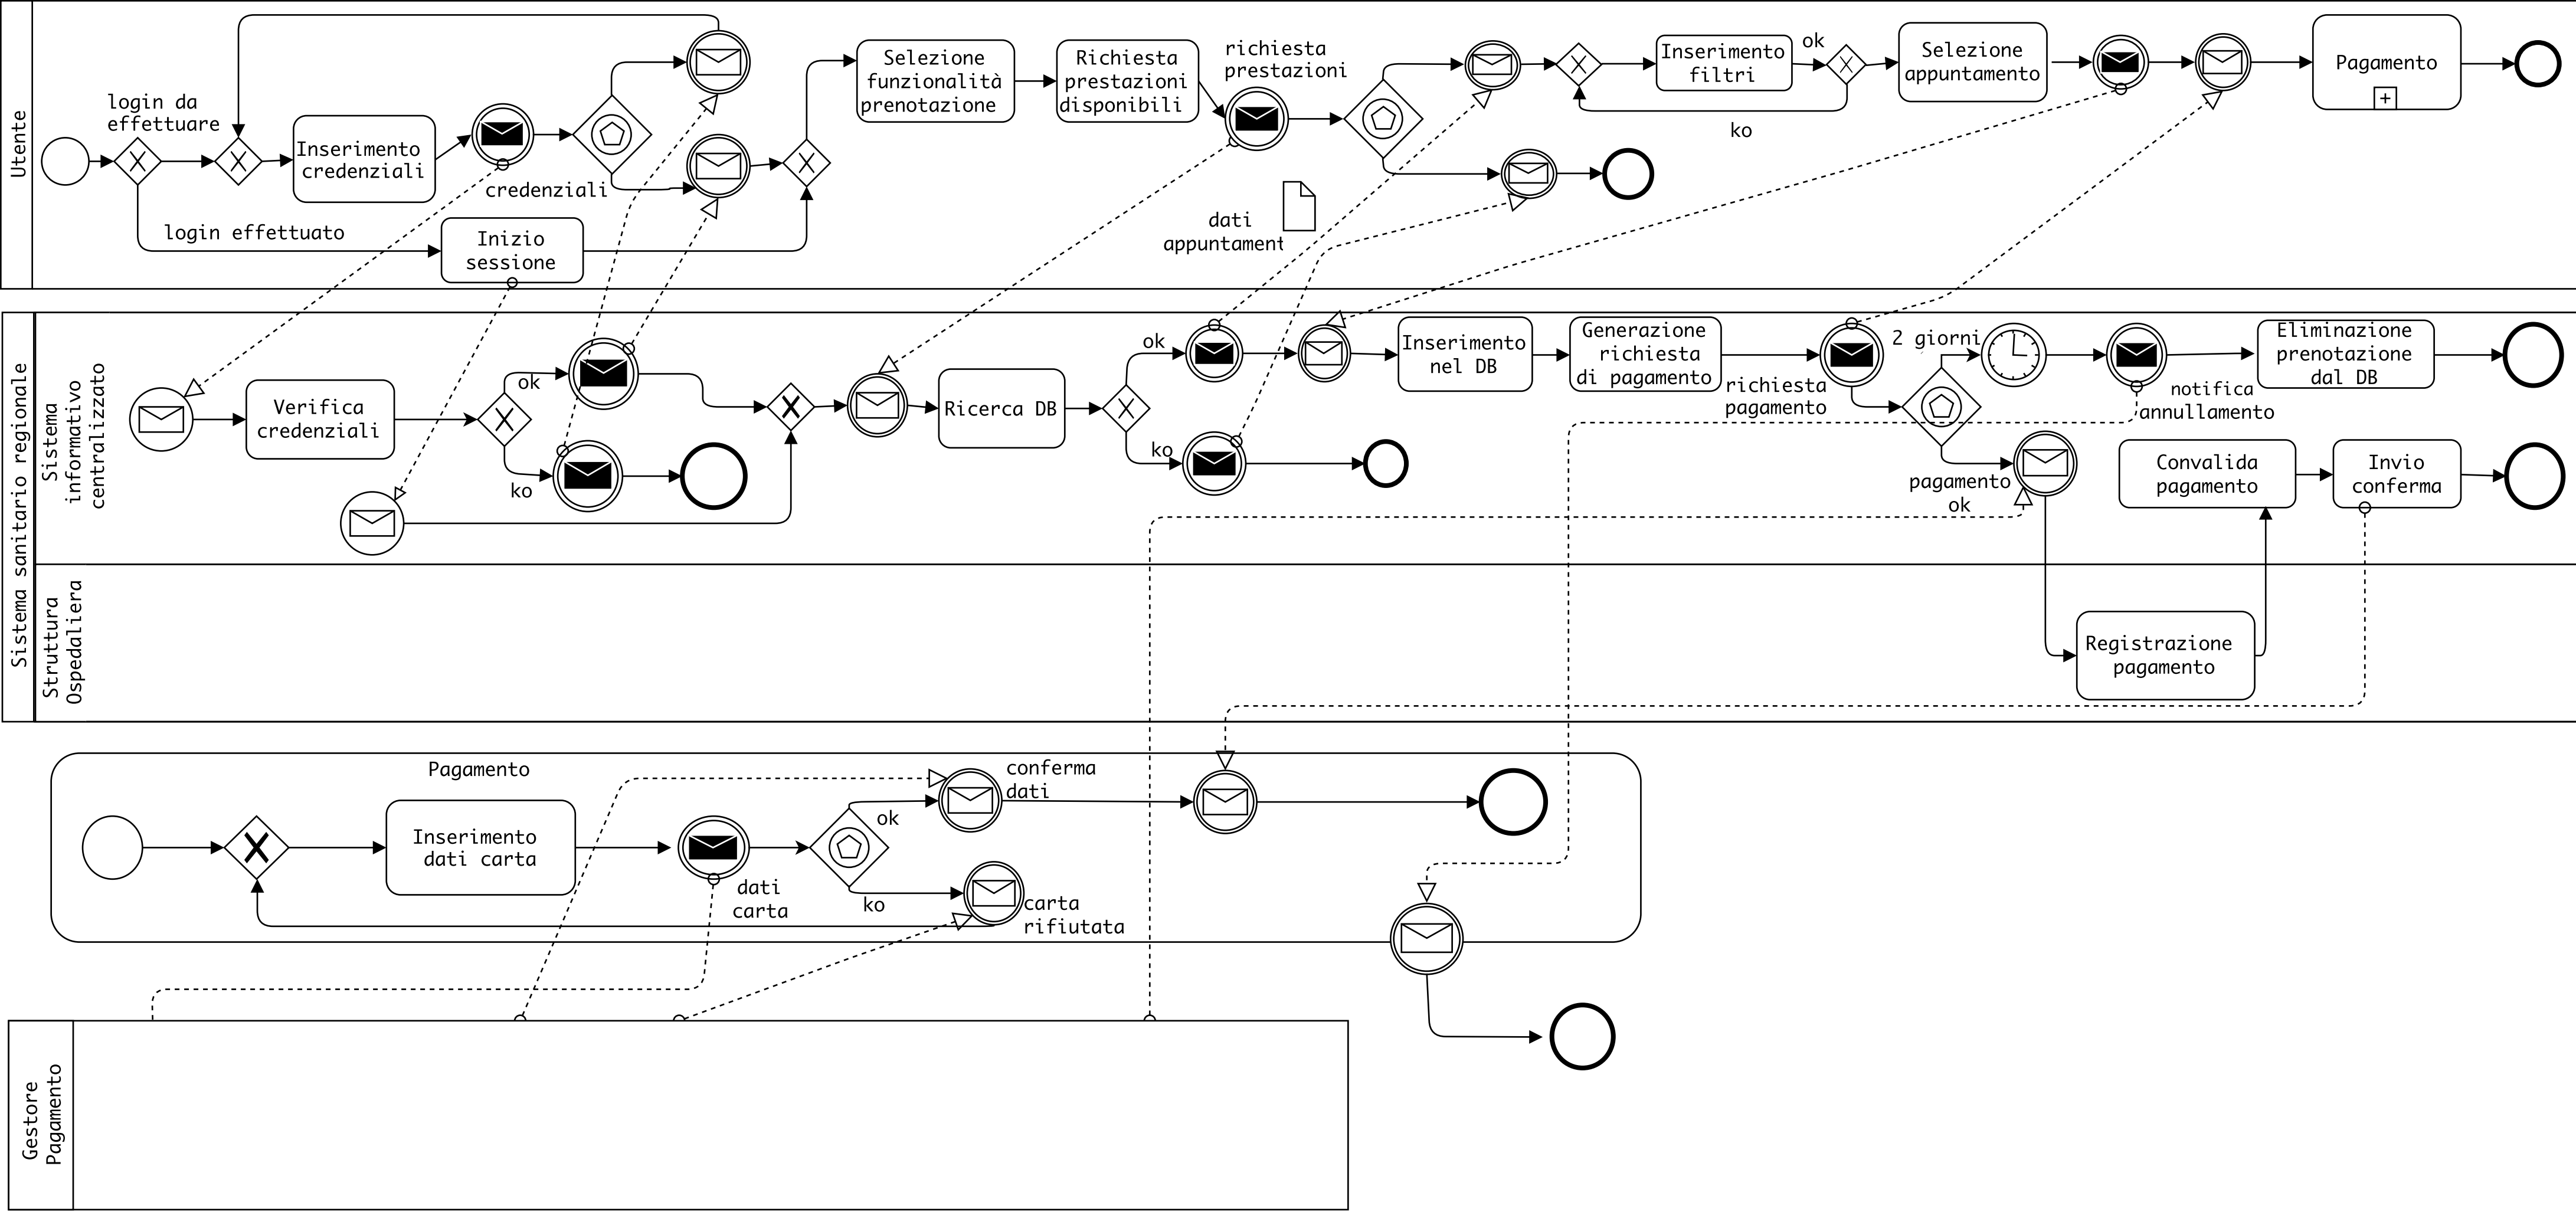 Utente
login da
effettuare
Inserimento
credenziali
credenziali
login effettuato
Inizio
sessione
Selezione
funzionalità
prenotazione
Richiesta
prestazioni
disponibili
richiesta
prestazioni
dati
appuntament
Inserimento
filtri
ok
ko
Selezione
appuntamento
Pagamento
Sistema sanitario regionale
Sistema
informativo
centralizzato
Verifica
credenziali
ok
ko
Ricerca DB
ok
ko
Inserimento
nel DB
Generazione
richiesta
di pagamento
richiesta
pagamento
2 giorni
notifica
annullamento
Eliminazione
prenotazione
dal DB
pagamento
ok
Convalida
pagamento
Invio
conferma
Struttura
Ospedaliera
Registrazione
pagamento
Pagamento
Inserimento
dati carta
dati
carta
ok
ko
conferma
dati
carta
rifiutata
Gestore
Pagamento